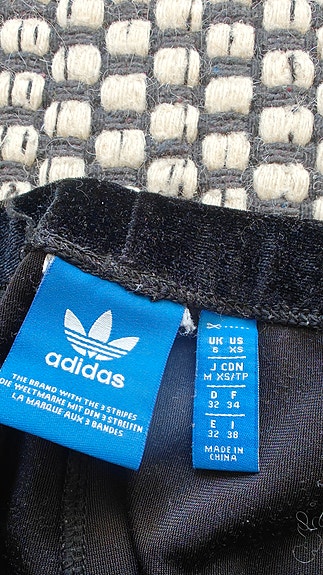 adidas
THE BRAND WITH THE 3 STRIPES
DIE WELTMARKE MIT DEN 3 STREIFEN
LA MARQUE AUX 3 BANDES
UK US
8 XS
J CDN
M XS/TP
D F
32 34
E I
32 38
MADE IN
CHINA